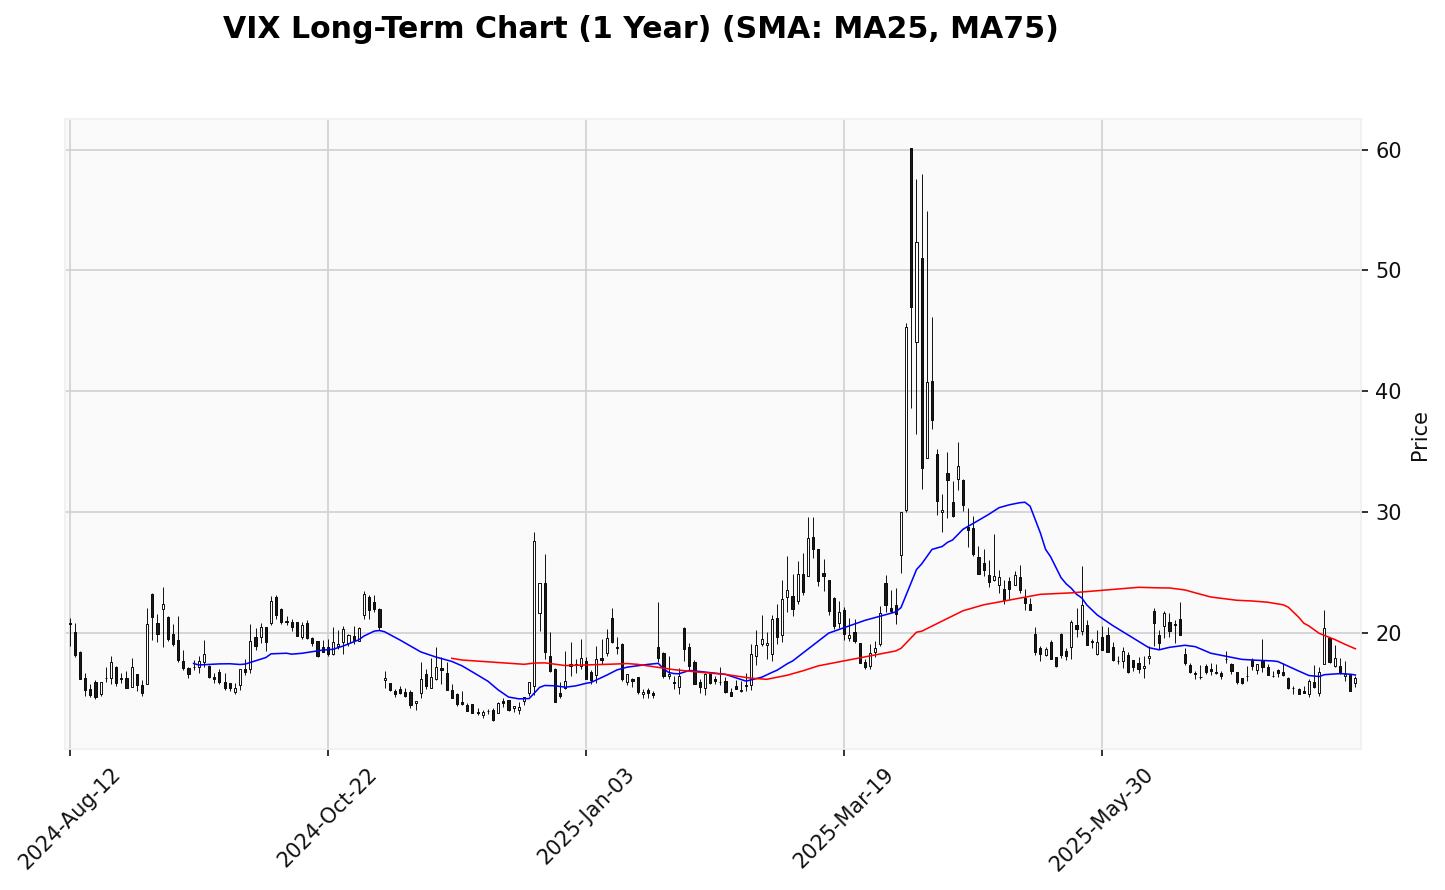 VIX Long-Term Chart (1 Year) (SMA: MA25, MA75)
60
50
40
30
20
Price
2024-Aug-12
2024-Oct-22
2025-Jan-03
2025-Mar-19
2025-May-30